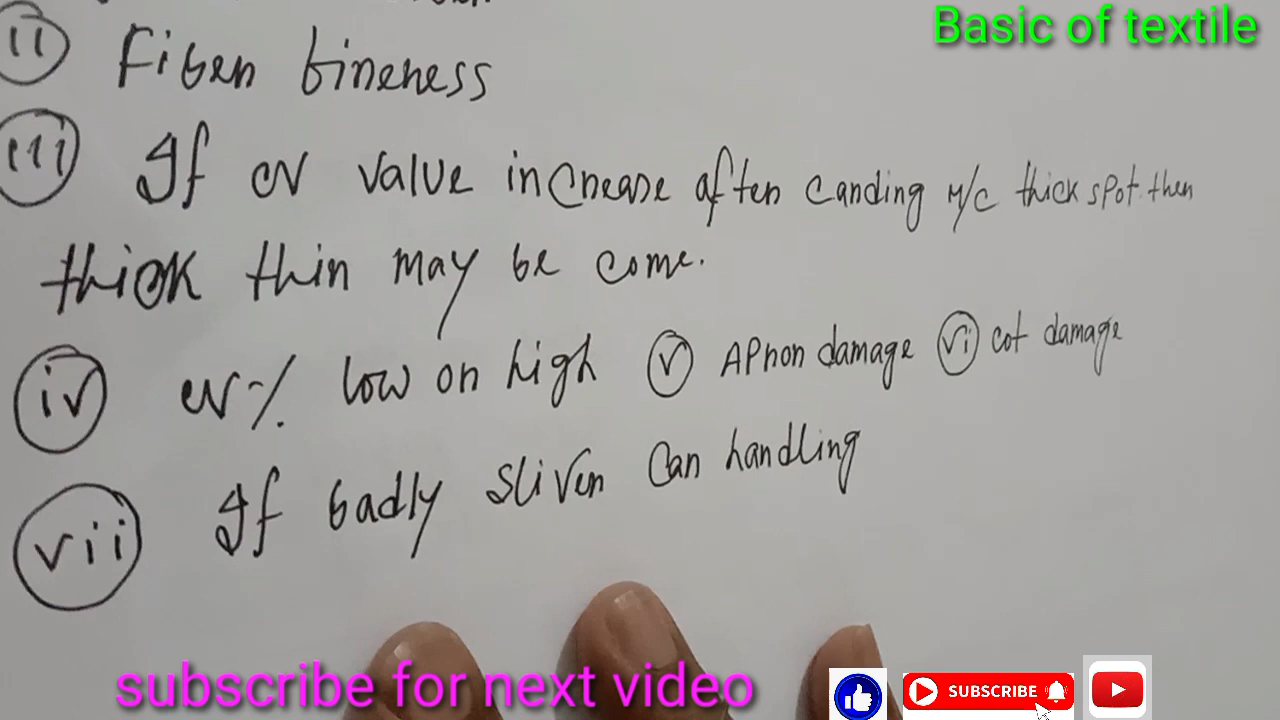 Basic of textile
ii Fiber fineness
iii If cv value increase after carding M/C thick spot then
thick thin may be come.
iv cv% low or high v Apron damage vi cot damage
vii If badly sliver can handling
subscribe for next video
SUBSCRIBE